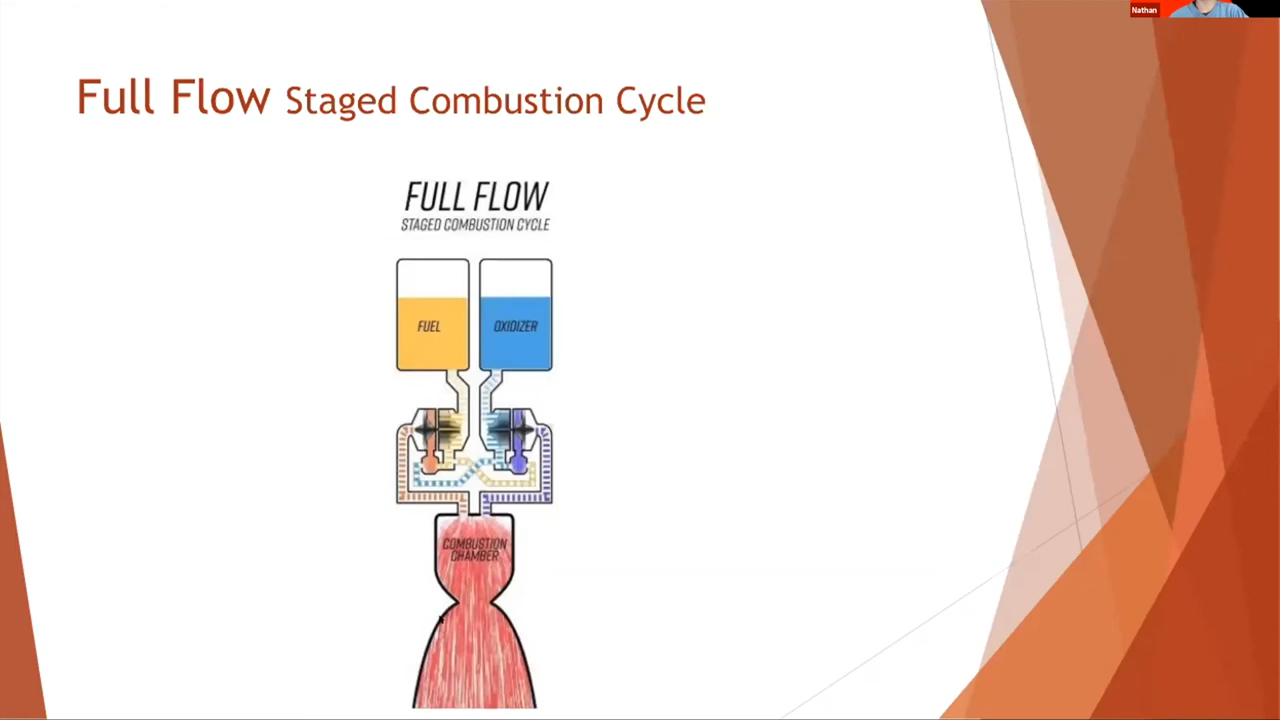 Nathan
Full Flow Staged Combustion Cycle
FULL FLOW
STAGED COMBUSTION CYCLE
FUEL
OXIDIZER
COMBUSTION
CHAMBER